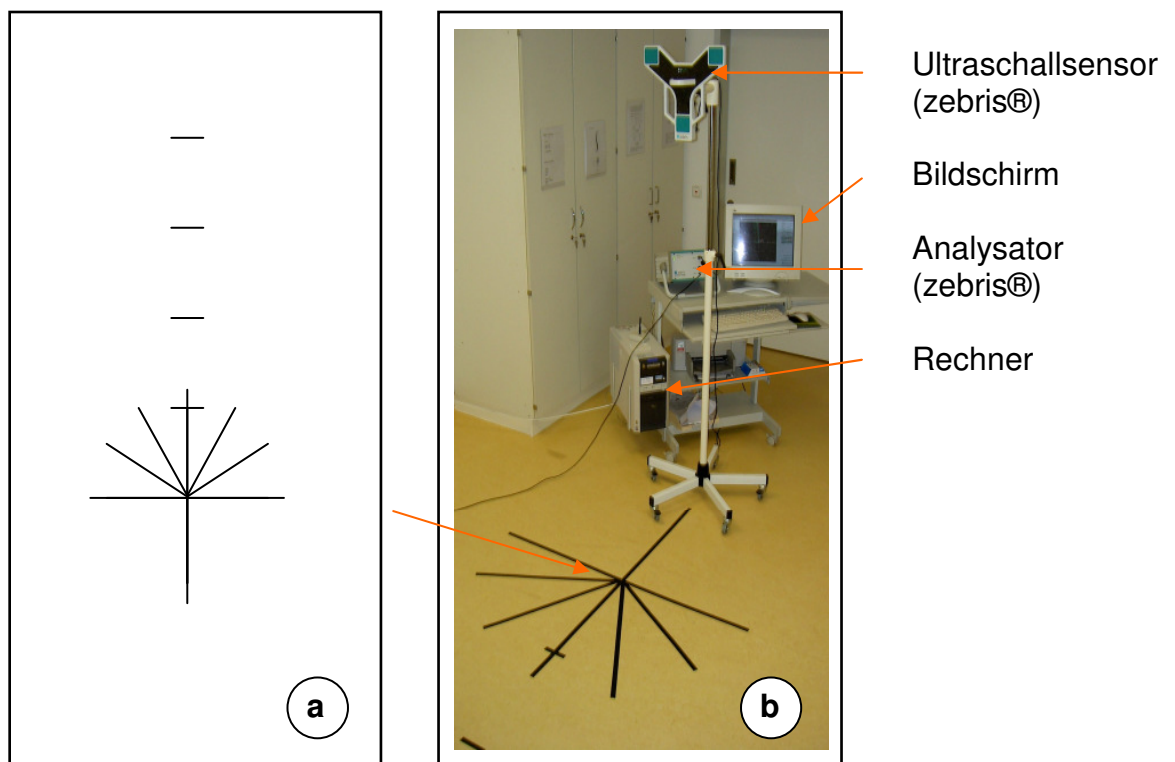 Ultraschallsensor
(zebris®)
Bildschirm
Analysator
(zebris®)
Rechner
a
b